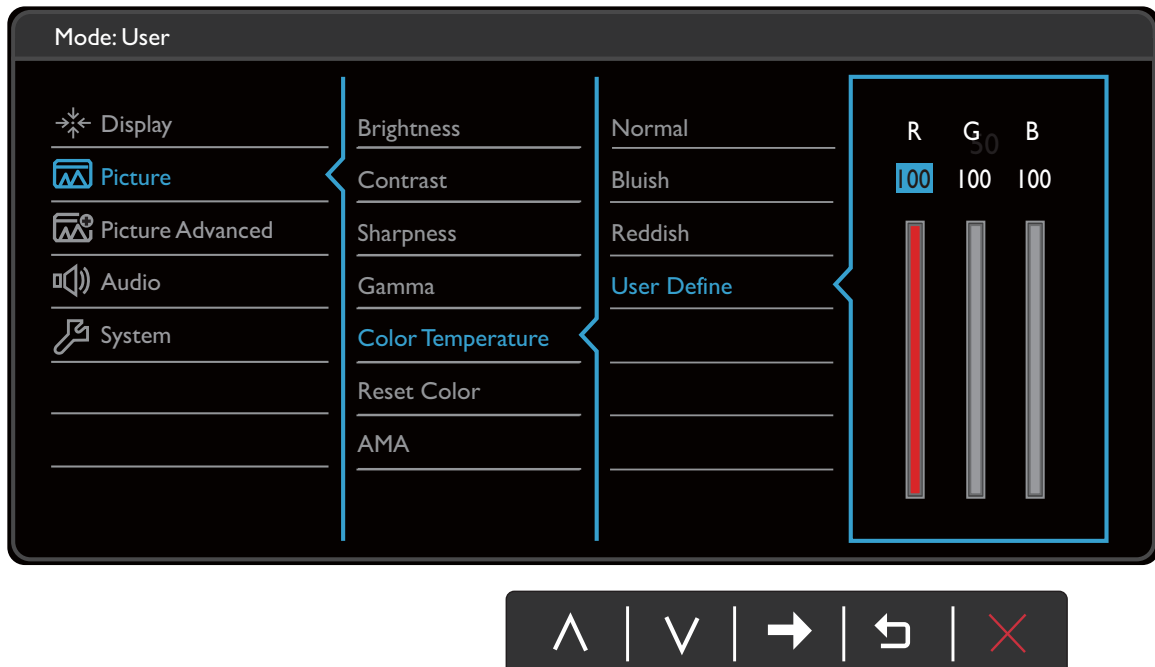 Mode: User
Display
Picture
Picture Advanced
Audio
System
Brightness
Contrast
Sharpness
Gamma
Color Temperature
Reset Color
AMA
Normal
Bluish
Reddish
User Define
R G B
50
100 100 100